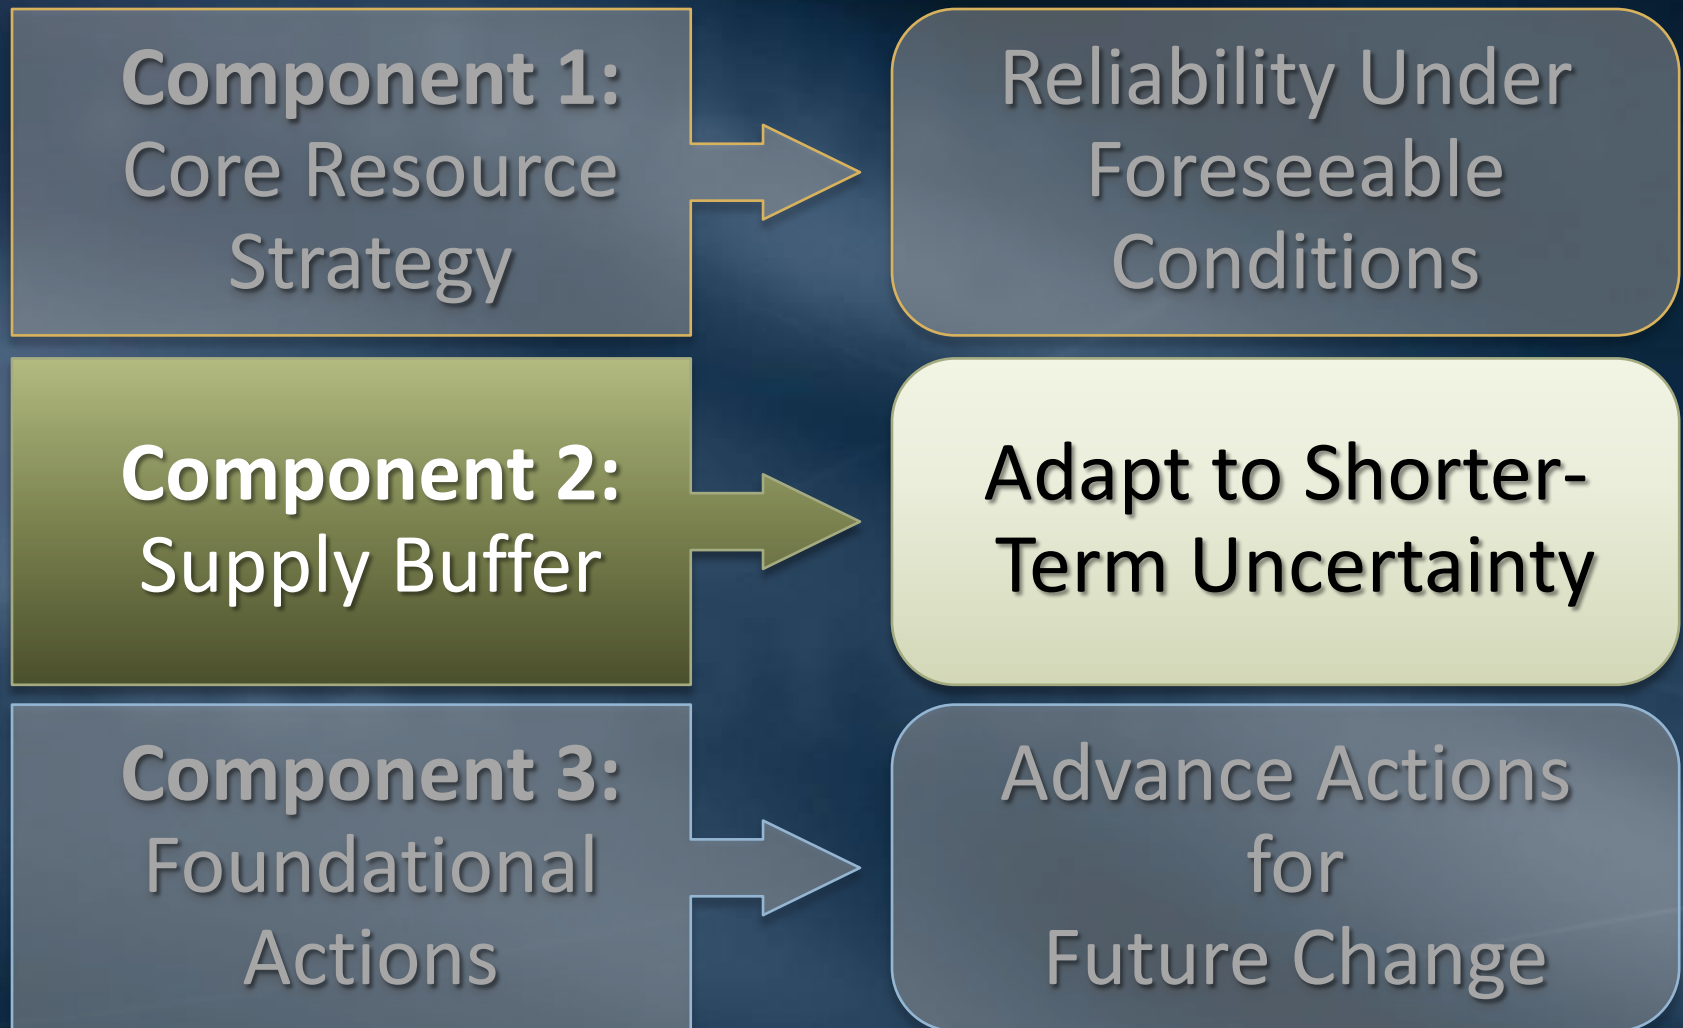 Component 1:
Core Resource
Strategy
Reliability Under
Foreseeable
Conditions
Component 2:
Supply Buffer
Adapt to Shorter-
Term Uncertainty
Component 3:
Foundational
Actions
Advance Actions
for
Future Change